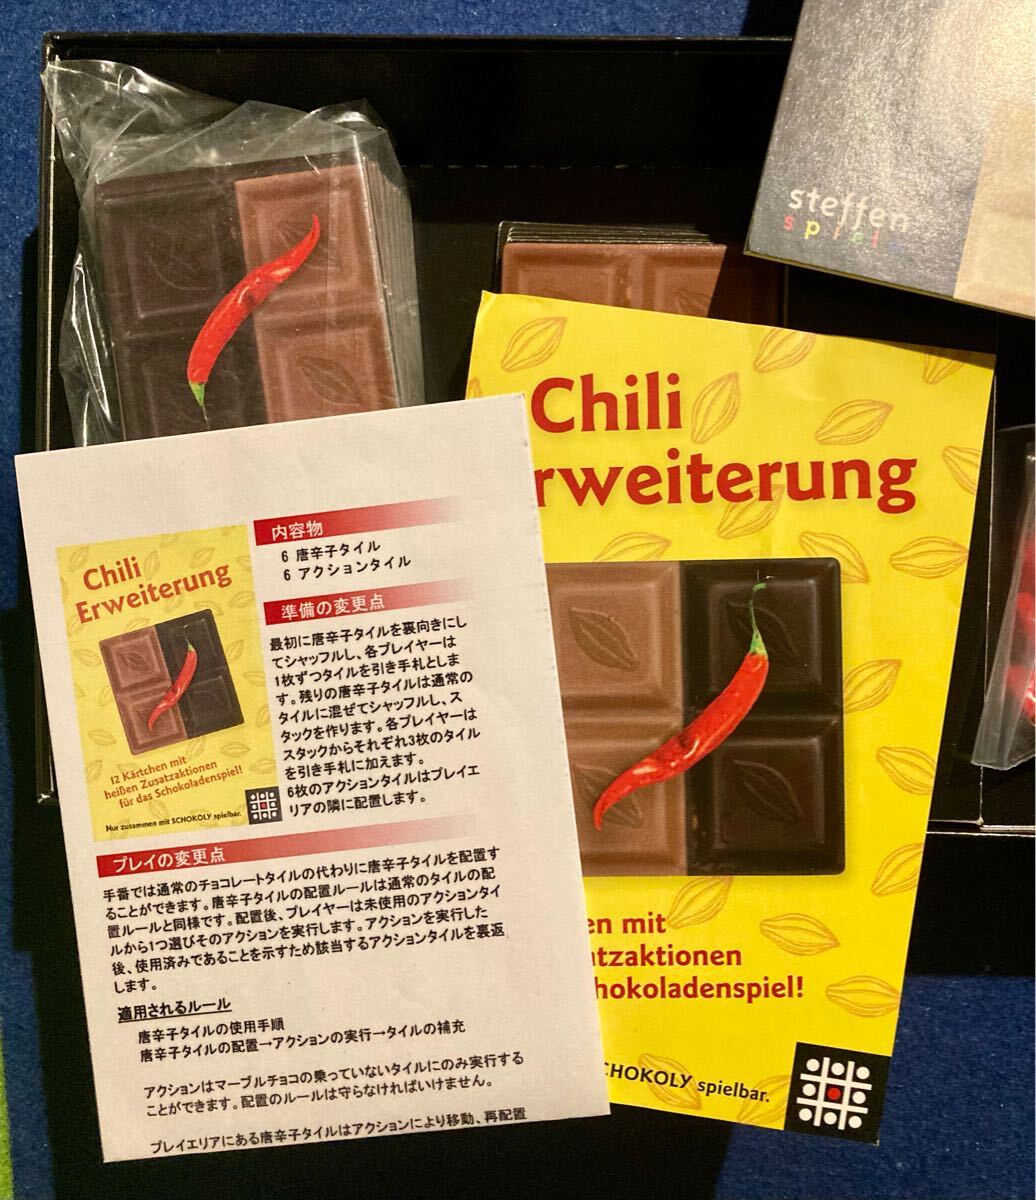 steffen
spiele
Chili
rweiterung
en mit
tzaktionen
hokoladenspiel!
CHOKOLY spielbar.
Chili
Erweiterung
12 Kärtchen mit
heißen Zusatzaktionen
für das Schokoladenspiel!
Nur zusammen mit SCHOKOLY spielbar.
内容物
6 唐辛子タイル
6 アクションタイル
準備の変更点
最初に唐辛子タイルを裏向きにし
てシャッフルし、各プレイヤーは
1枚ずつタイルを引き手札としま
す。残りの唐辛子タイルは通常の
タイルに混ぜてシャッフルし、ス
タックを作ります。各プレイヤーは
スタックからそれぞれ3枚のタイル
を引き手札に加えます。
6枚のアクションタイルはプレイエ
リアの隣に配置します。
プレイの変更点
手番では通常のチョコレートタイルの代わりに唐辛子タイルを配置す
ることができます。唐辛子タイルの配置ルールは通常のタイルの配
置ルールと同様です。配置後、プレイヤーは未使用のアクションタイ
ルから1つ選びそのアクションを実行します。アクションを実行した
後、使用済みであることを示すため該当するアクションタイルを裏返
します。
適用されるルール
唐辛子タイルの使用手順
唐辛子タイルの配置→アクションの実行→タイルの補充
アクションはマーブルチョコの乗っていないタイルにのみ実行する
ことができます。配置のルールは守らなければいけません。
プレイエリアにある唐辛子タイルはアクションにより移動、再配置